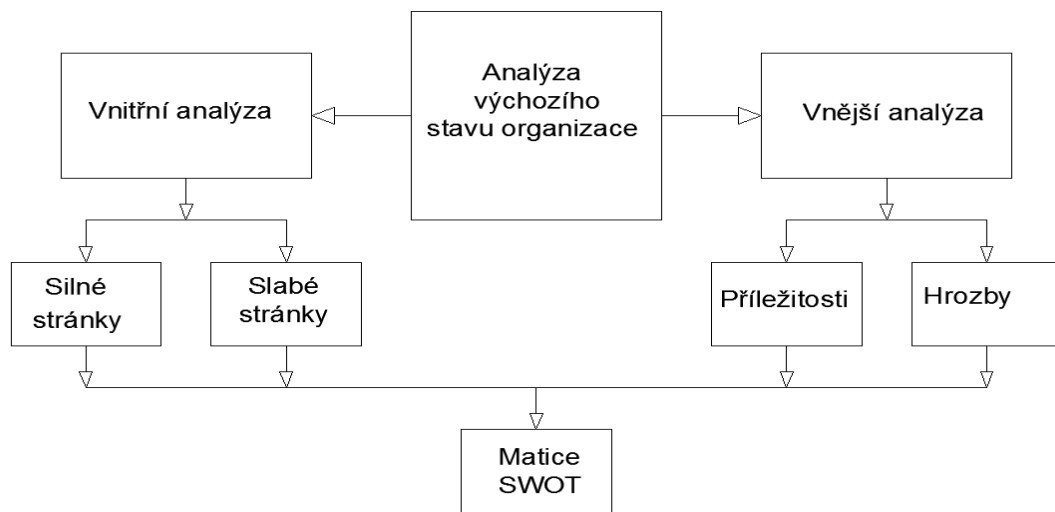 Analýza
výchozího
stavu organizace
Vnitřní analýza
Vnější analýza
Silné
stránky
Slabé
stránky
Příležitosti
Hrozby
Matice
SWOT